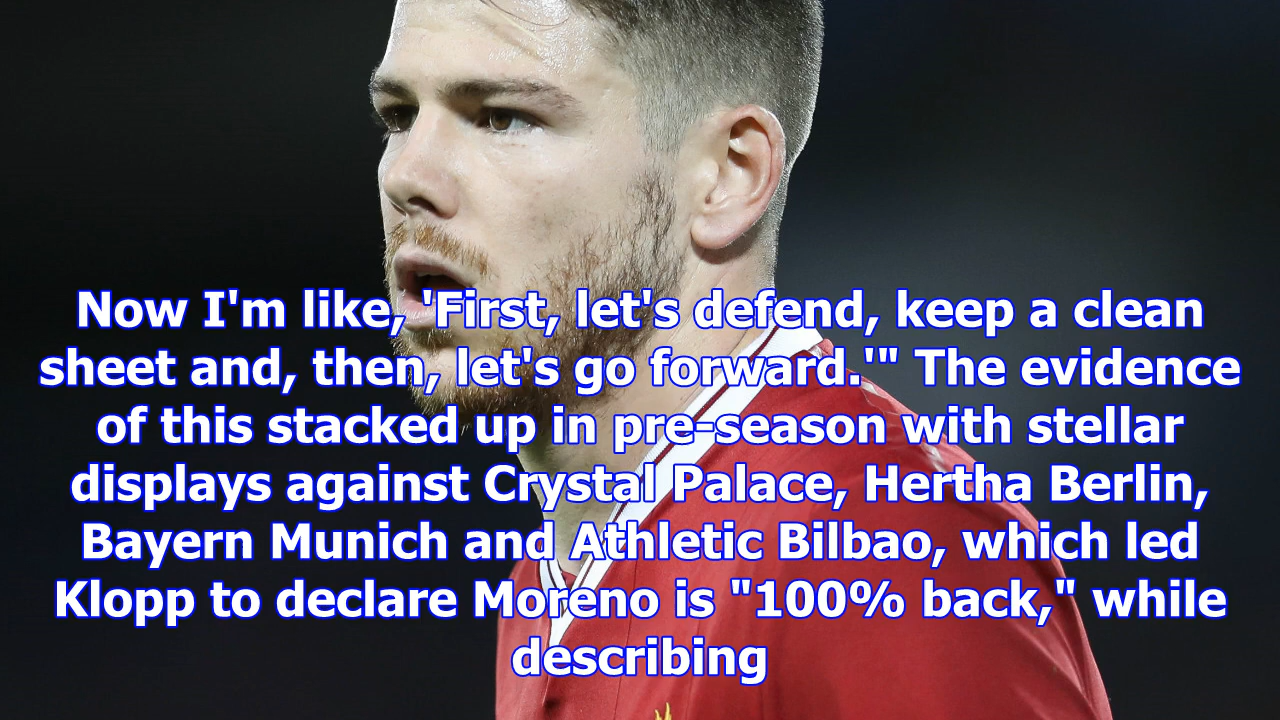 Now I'm like, 'First, let's defend, keep a clean
sheet and, then, let's go forward.'" The evidence
of this stacked up in pre-season with stellar
displays against Crystal Palace, Hertha Berlin,
Bayern Munich and Athletic Bilbao, which led
Klopp to declare Moreno is "100% back," while
describing